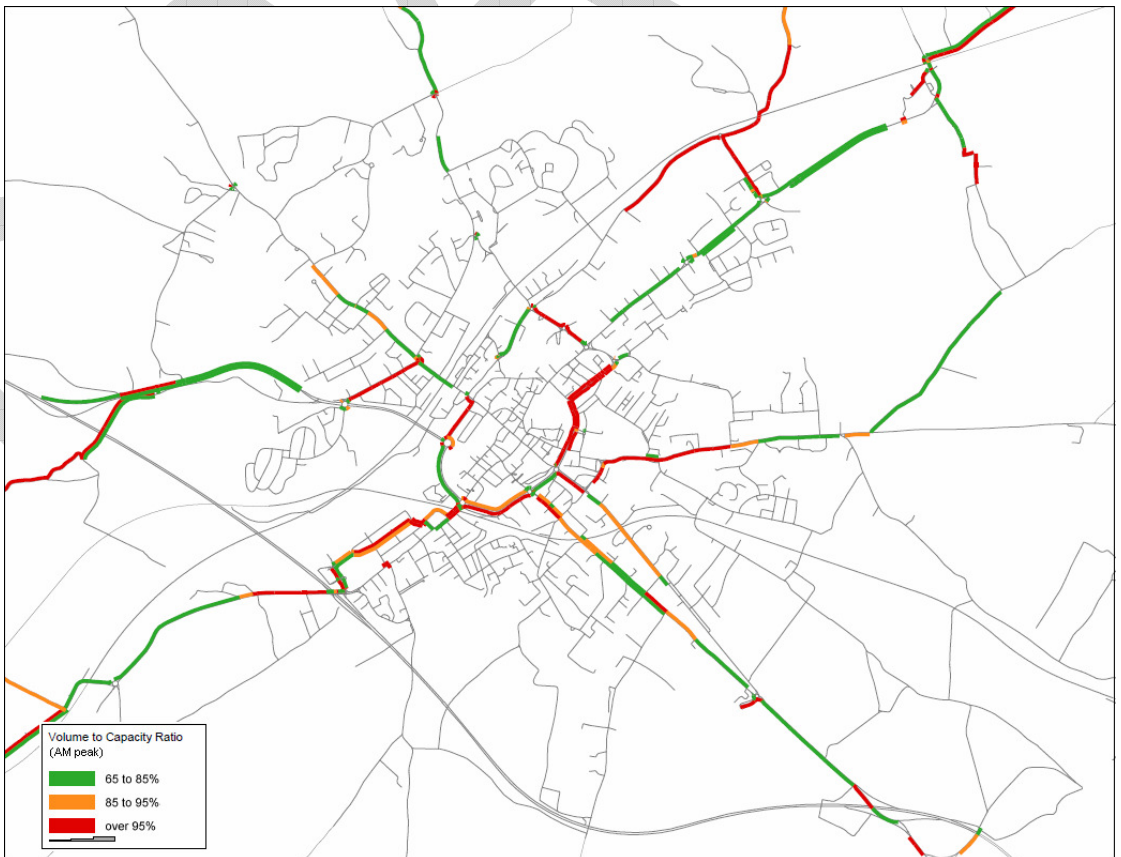 Volume to Capacity Ratio
(AM peak)
65 to 85%
85 to 95%
over 95%